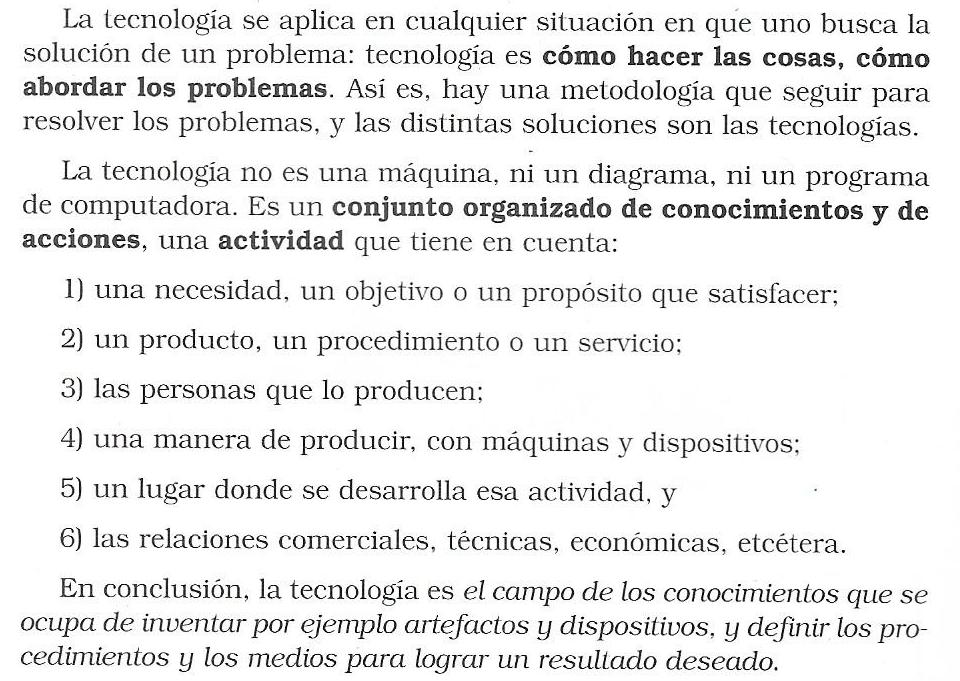 La tecnología se aplica en cualquier situación en que uno busca la
solución de un problema: tecnología es cómo hacer las cosas, cómo
abordar los problemas. Así es, hay una metodología que seguir para
resolver los problemas, y las distintas soluciones son las tecnologías.
La tecnología no es una máquina, ni un diagrama, ni un programa
de computadora. Es un conjunto organizado de conocimientos y de
acciones, una actividad que tiene en cuenta:
1) una necesidad, un objetivo o un propósito que satisfacer;
2) un producto, un procedimiento o un servicio;
3) las personas que lo producen;
4) una manera de producir, con máquinas y dispositivos;
5) un lugar donde se desarrolla esa actividad, y
6) las relaciones comerciales, técnicas, económicas, etcétera.
En conclusión, la tecnología es el campo de los conocimientos que se
ocupa de inventar por ejemplo artefactos y dispositivos, y definir los pro-
cedimientos y los medios para lograr un resultado deseado.